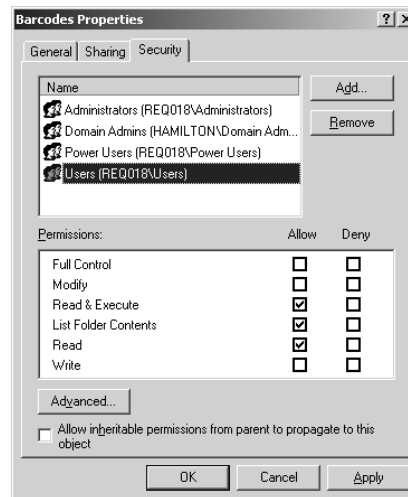 Barcodes Properties
General Sharing Security
Name
Administrators (REQ018\Administrators)
Domain Admins (HAMILTON\Domain Adm...
Power Users (REQ018\Power Users)
Users (REQ018\Users)
Add...
Remove
Permissions: Allow Deny
Full Control
Modify
Read & Execute
List Folder Contents
Read
Write
Advanced...
Allow inheritable permissions from parent to propagate to this
object
OK Cancel Apply